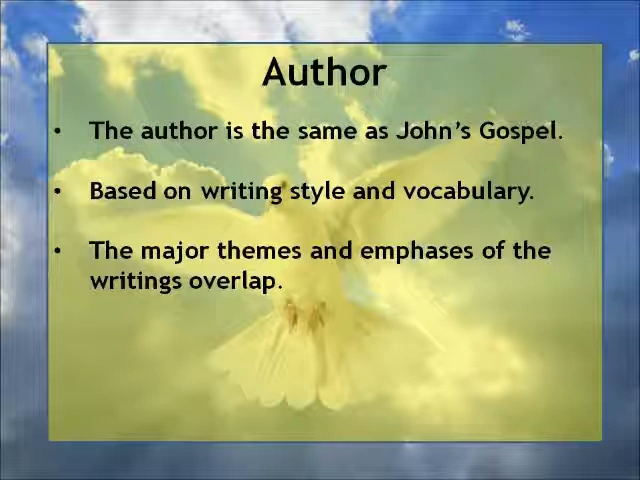 Author
• The author is the same as John's Gospel.
• Based on writing style and vocabulary.
• The major themes and emphases of the
writings overlap.